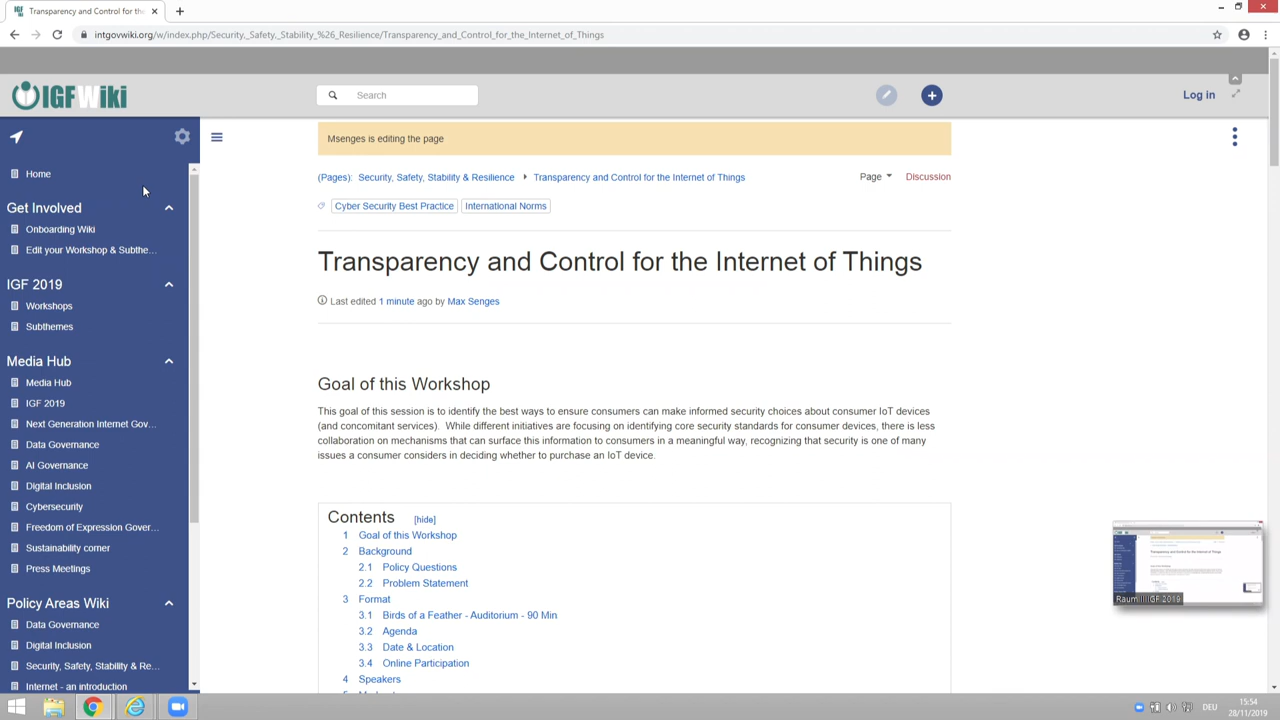 Transparency and Control for th
intgovwiki.org/w/index.php/Security,_Safety,_Stability_%26_Resilience/Transparency_and_Control_for_the_Internet_of_Things
IGFWiki
Search
Log in
Home
Get Involved
Onboarding Wiki
Edit your Workshop & Subthe...
IGF 2019
Workshops
Subthemes
Media Hub
Media Hub
IGF 2019
Next Generation Internet Gov...
Data Governance
AI Governance
Digital Inclusion
Cybersecurity
Freedom of Expression Gover...
Sustainability corner
Press Meetings
Policy Areas Wiki
Data Governance
Digital Inclusion
Security, Safety, Stability & Re...
Internet - an introduction
Msenges is editing the page
(Pages): Security, Safety, Stability & Resilience Transparency and Control for the Internet of Things
Page Discussion
Cyber Security Best Practice International Norms
Transparency and Control for the Internet of Things
Last edited 1 minute ago by Max Senges
Goal of this Workshop
This goal of this session is to identify the best ways to ensure consumers can make informed security choices about consumer IoT devices
(and concomitant services). While different initiatives are focusing on identifying core security standards for consumer devices, there is less
collaboration on mechanisms that can surface this information to consumers in a meaningful way, recognizing that security is one of many
issues a consumer considers in deciding whether to purchase an IoT device.
Contents [hide]
1 Goal of this Workshop
2 Background
2.1 Policy Questions
2.2 Problem Statement
3 Format
3.1 Birds of a Feather - Auditorium - 90 Min
3.2 Agenda
3.3 Date & Location
3.4 Online Participation
4 Speakers
Raum III IGF 2019
DEU
15:54
28/11/2019